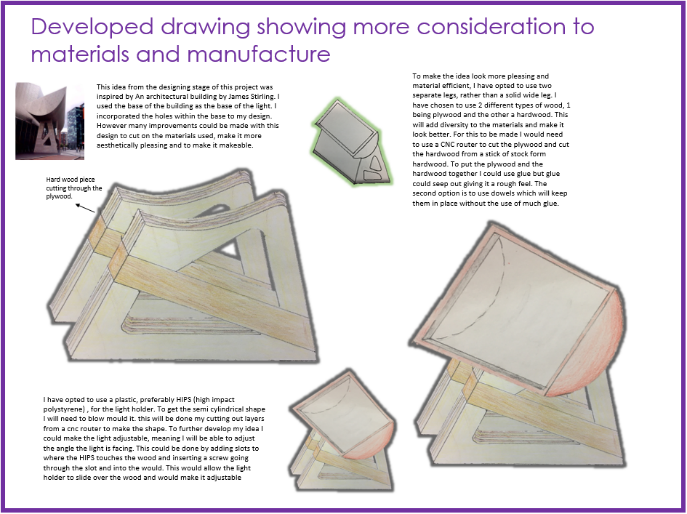 Developed drawing showing more consideration to
materials and manufacture
This idea from the designing stage of this project was
inspired by An architectural building by James Stirling. I
used the base of the building as the base of the light. I
incorporated the holes within the base to my design.
However many improvements could be made with this
design to cut on the materials used, make it more
aesthetically pleasing and to make it makeable.
To make the idea look more pleasing and
material efficient, I have opted to use two
separate legs, rather than a solid wide leg. I
have chosen to use 2 different types of wood, 1
being plywood and the other a hardwood. This
will add diversity to the materials and make it
look better. For this to be made I would need
to use a CNC router to cut the plywood and cut
the hardwood from a stick of stock form
hardwood. To put the plywood and the
hardwood together I could use glue but glue
could seep out giving it a rough feel. The
second option is to use dowels which will keep
them in place without the use of much glue.
Hard wood piece
cutting through the
plywood.
I have opted to use a plastic, preferably HIPS (high impact
polystyrene) , for the light holder. To get the semi cylindrical shape
I will need to blow mould it. this will be done my cutting out layers
from a cnc router to make the shape. To further develop my idea I
could make the light adjustable, meaning I will be able to adjust
the angle the light is facing. This could be done by adding slots to
where the HIPS touches the wood and inserting a screw going
through the slot and into the would. This would allow the light
holder to slide over the wood and would make it adjustable